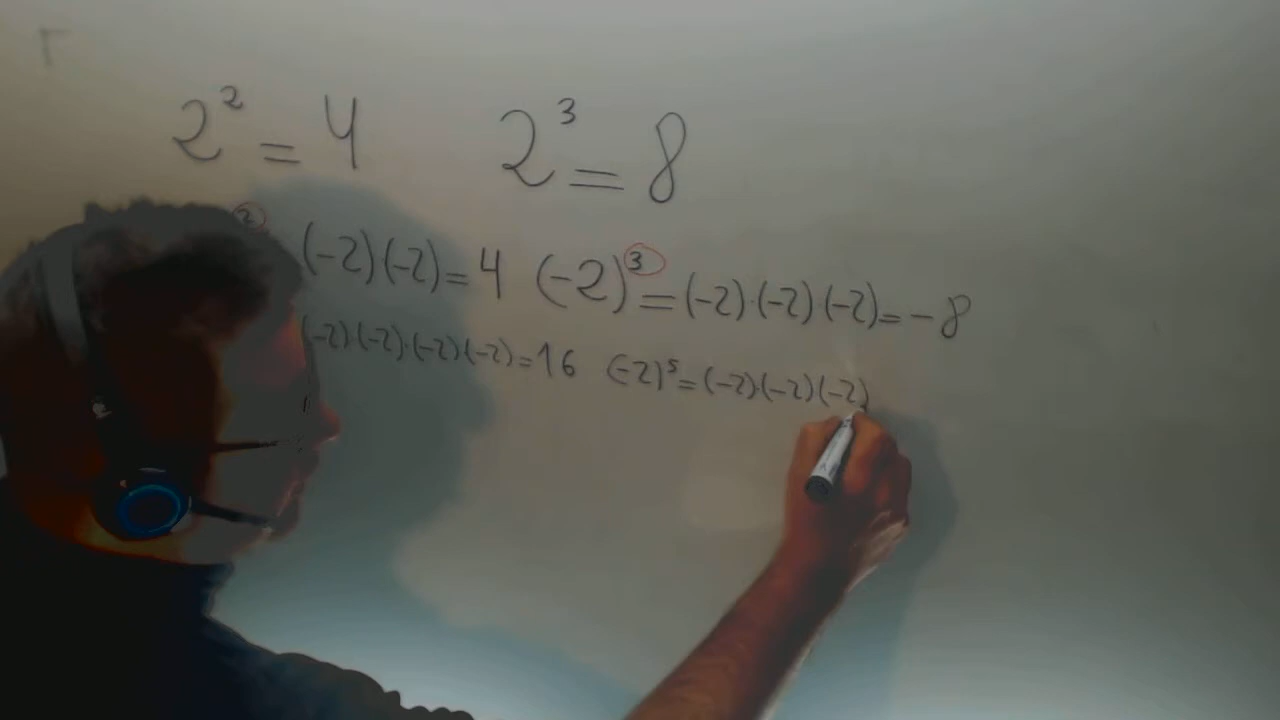 2² = 4 2³ = 8
² (-2)(-2) = 4 (-2)³ = (-2)·(-2)(-2) = -8
(-2)·(-2)·(-2)(-2) = 16 (-2)⁵ = (-2)·(-2)(-2)